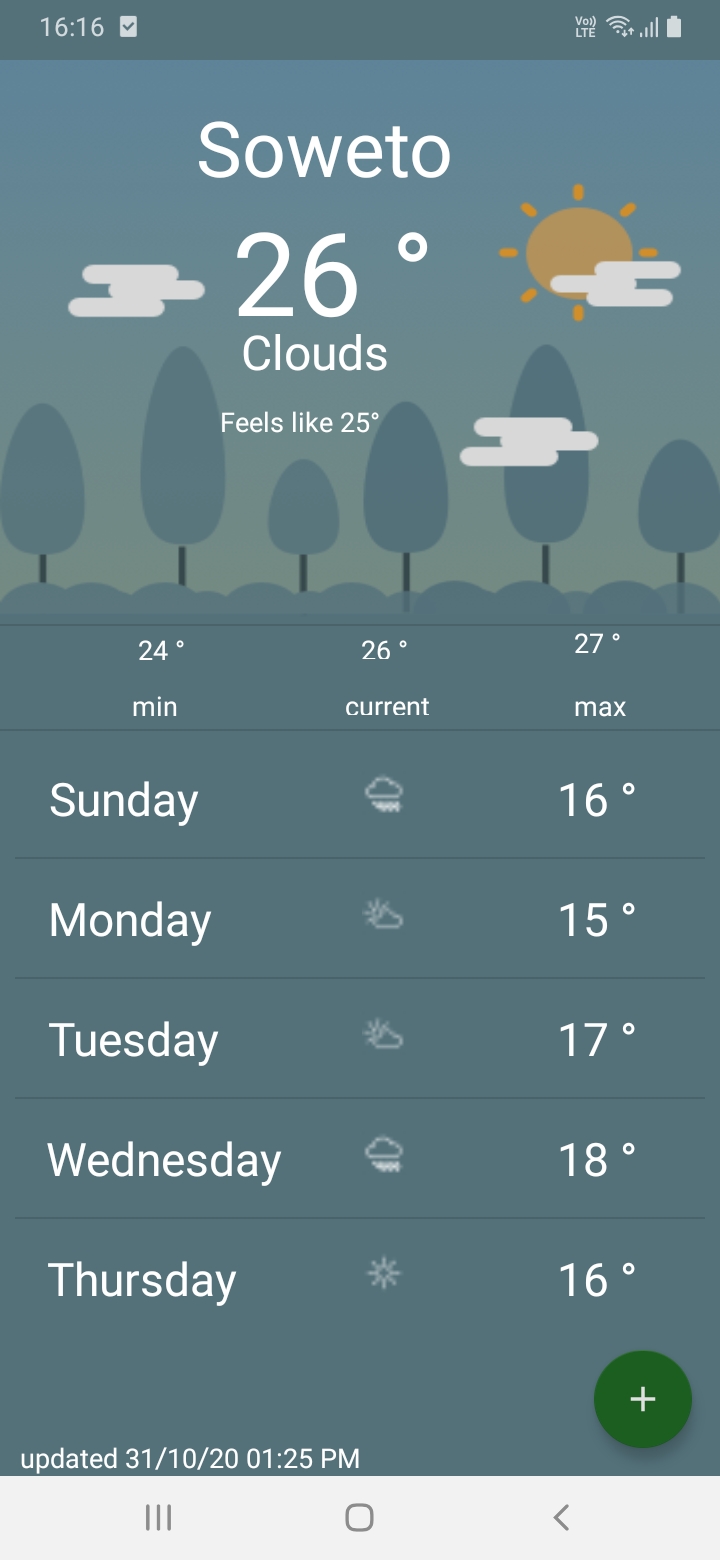 16:16
Vo)) LTE
Soweto
26 °
Clouds
Feels like 25°
24 ° 26 ° 27 °
min current max
Sunday 16 °
Monday 15 °
Tuesday 17 °
Wednesday 18 °
Thursday 16 °
+
updated 31/10/20 01:25 PM